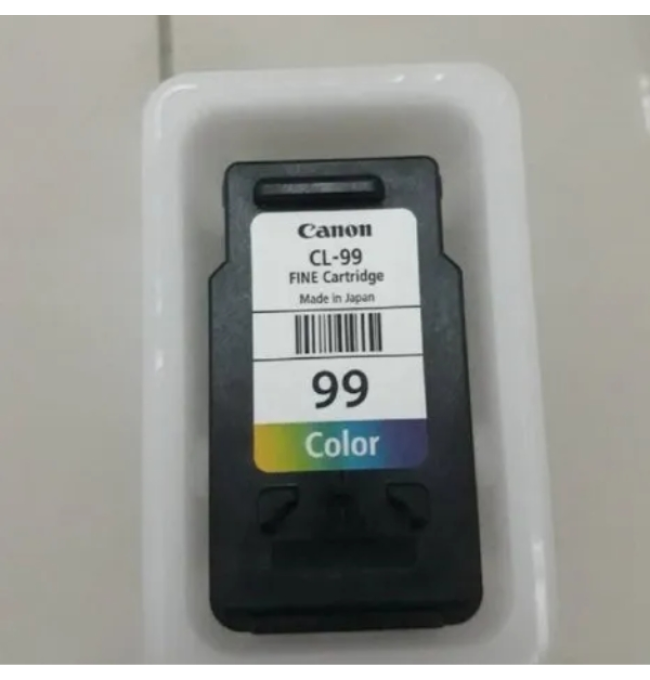 Canon
CL-99
FINE Cartridge
Made in Japan
99
Color